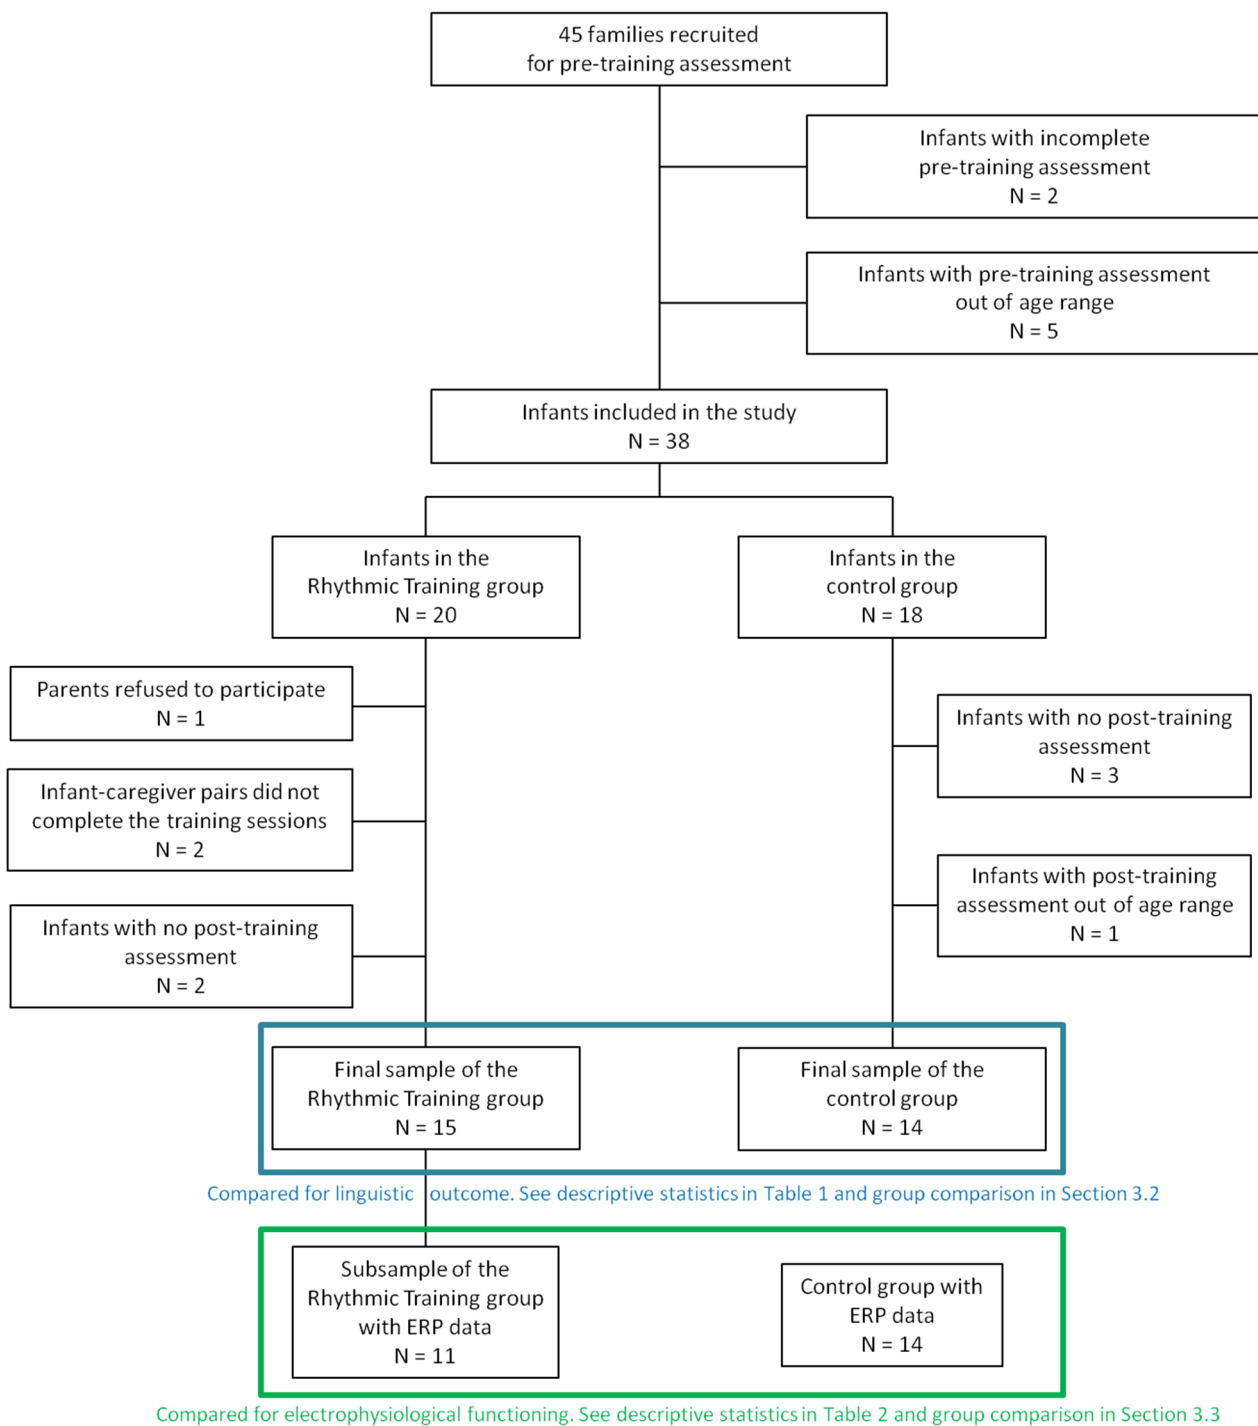 45 families recruited
for pre-training assessment
Infants with incomplete
pre-training assessment
N = 2
Infants with pre-training assessment
out of age range
N = 5
Infants included in the study
N = 38
Infants in the
Rhythmic Training group
N = 20
Infants in the
control group
N = 18
Parents refused to participate
N = 1
Infant-caregiver pairs did not
complete the training sessions
N = 2
Infants with no post-training
assessment
N = 2
Infants with no post-training
assessment
N = 3
Infants with post-training
assessment out of age range
N = 1
Final sample of the
Rhythmic Training group
N = 15
Final sample of the
control group
N = 14
Compared for linguistic outcome. See descriptive statistics in Table 1 and group comparison in Section 3.2
Subsample of the
Rhythmic Training group
with ERP data
N = 11
Control group with
ERP data
N = 14
Compared for electrophysiological functioning. See descriptive statistics in Table 2 and group comparison in Section 3.3